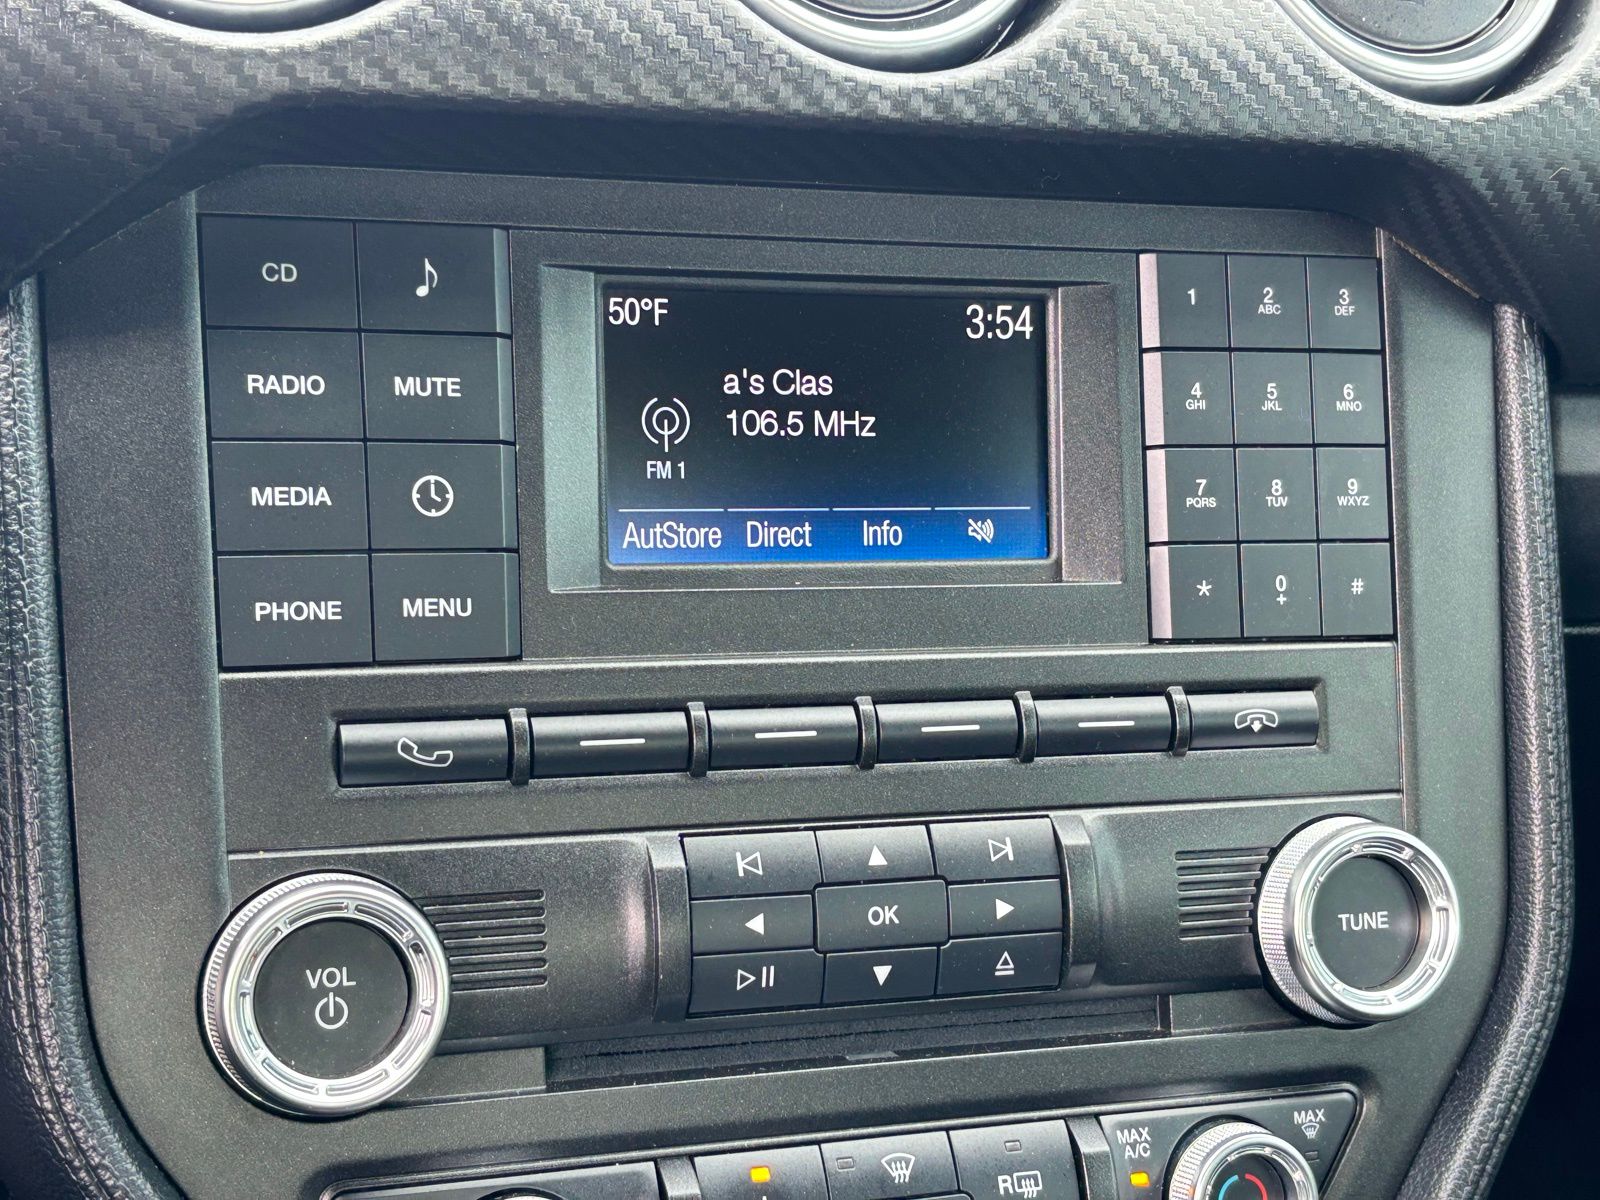 50°F
3:54
a's Clas
106.5 MHz
FM 1
AutStore Direct Info
CD
RADIO MUTE
MEDIA
PHONE MENU
1 2 ABC 3 DEF
4 GHI 5 JKL 6 MNO
7 PQRS 8 TUV 9 WXYZ
* 0 + #
OK
VOL
TUNE
MAX
A/C
MAX
R